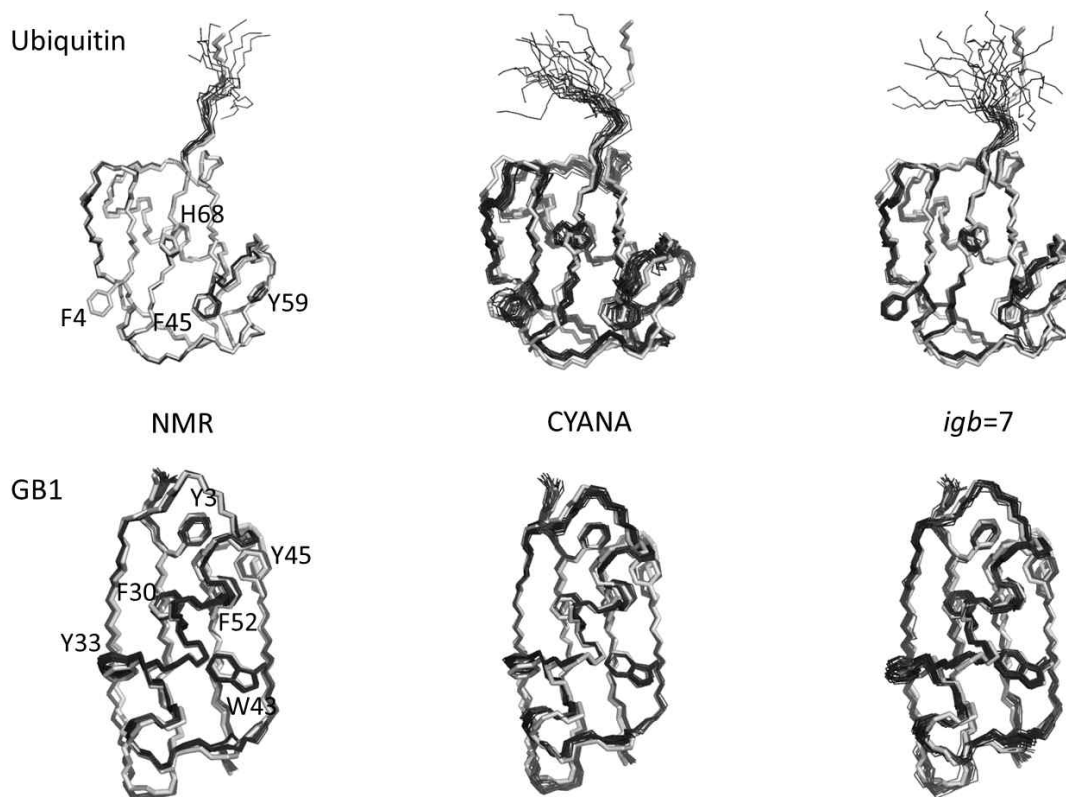 Ubiquitin
H68
F4
F45
Y59
NMR
CYANA
igb=7
GB1
Y3
Y45
F30
F52
Y33
W43